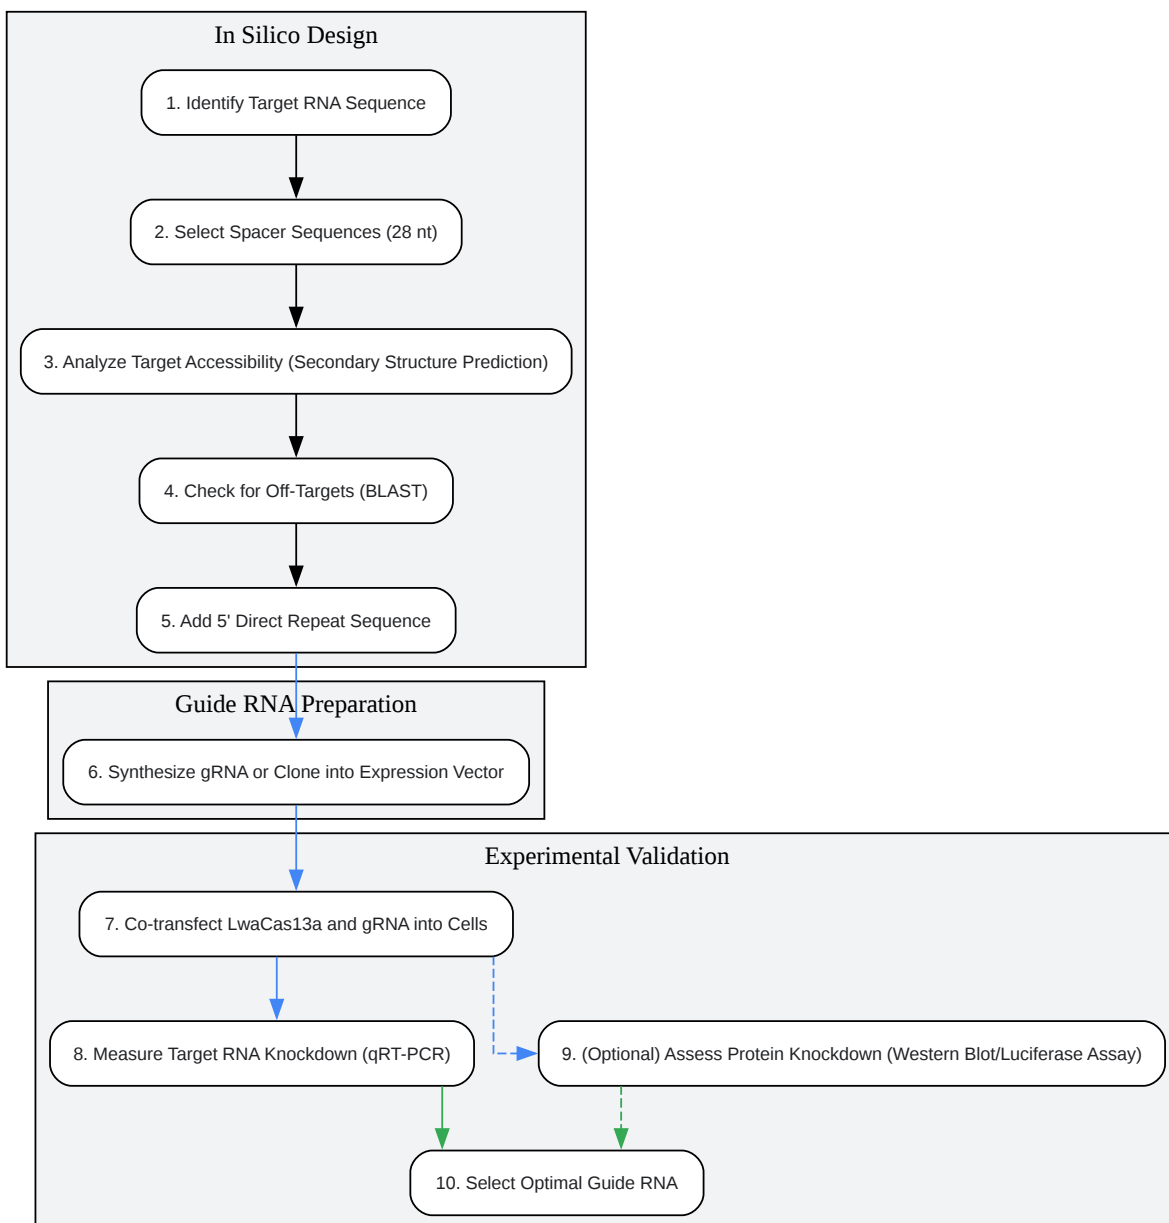 In Silico Design
1. Identify Target RNA Sequence
2. Select Spacer Sequences (28 nt)
3. Analyze Target Accessibility (Secondary Structure Prediction)
4. Check for Off-Targets (BLAST)
5. Add 5' Direct Repeat Sequence
Guide RNA Preparation
6. Synthesize gRNA or Clone into Expression Vector
Experimental Validation
7. Co-transfect LwaCas13a and gRNA into Cells
8. Measure Target RNA Knockdown (qRT-PCR)
9. (Optional) Assess Protein Knockdown (Western Blot/Luciferase Assay)
10. Select Optimal Guide RNA